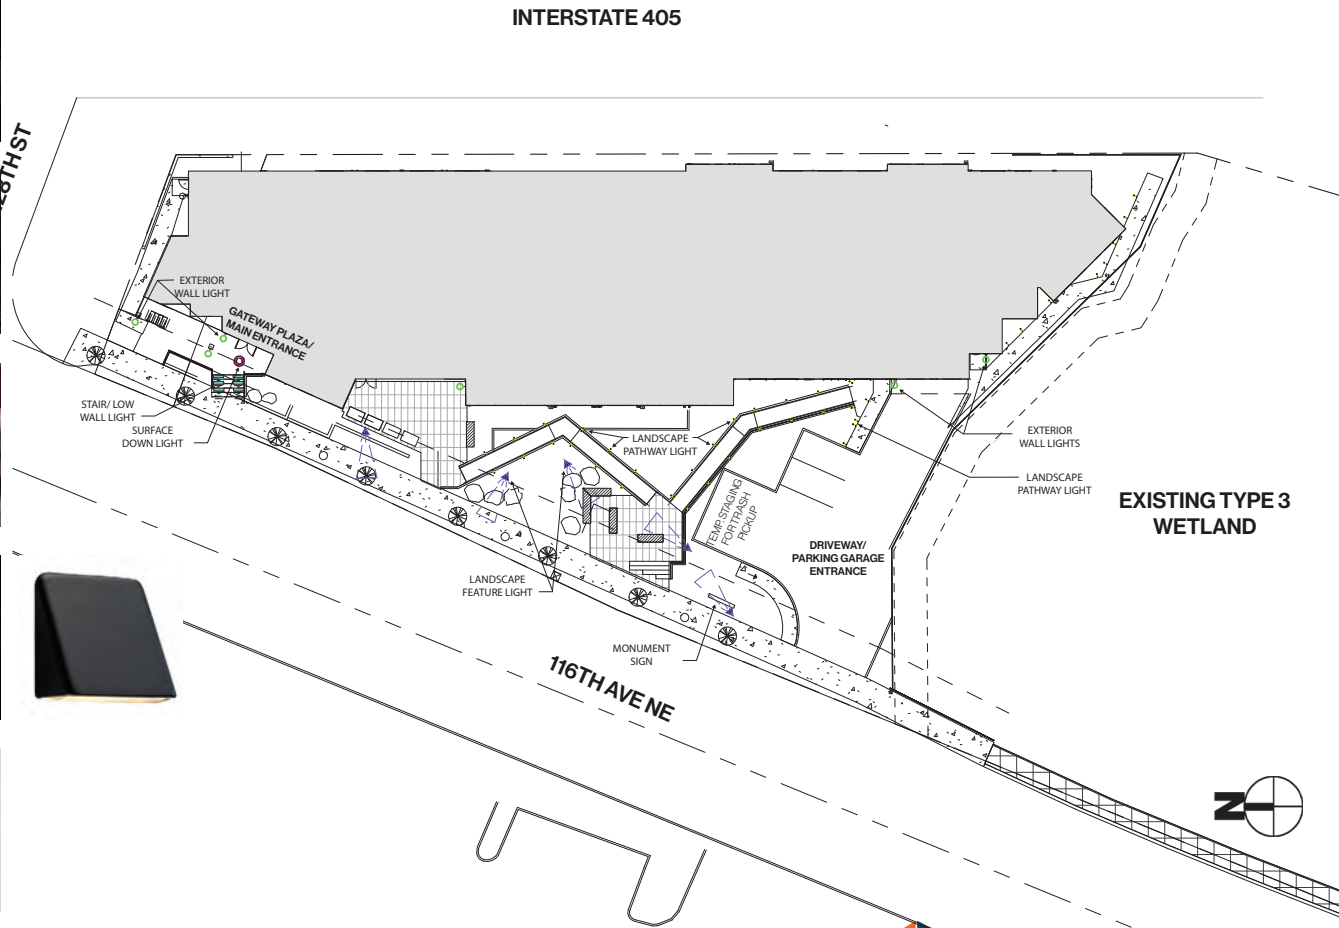 INTERSTATE 405
28TH ST
EXTERIOR
WALL LIGHT
GATEWAY PLAZA/
MAIN ENTRANCE
STAIR/ LOW
WALL LIGHT
SURFACE
DOWN LIGHT
LANDSCAPE
PATHWAY LIGHT
EXTERIOR
WALL LIGHTS
LANDSCAPE
PATHWAY LIGHT
EXISTING TYPE 3
WETLAND
TEMP. STAGING
FOR TRASH
PICKUP
DRIVEWAY/
PARKING GARAGE
ENTRANCE
LANDSCAPE
FEATURE LIGHT
MONUMENT
SIGN
116TH AVE NE
N